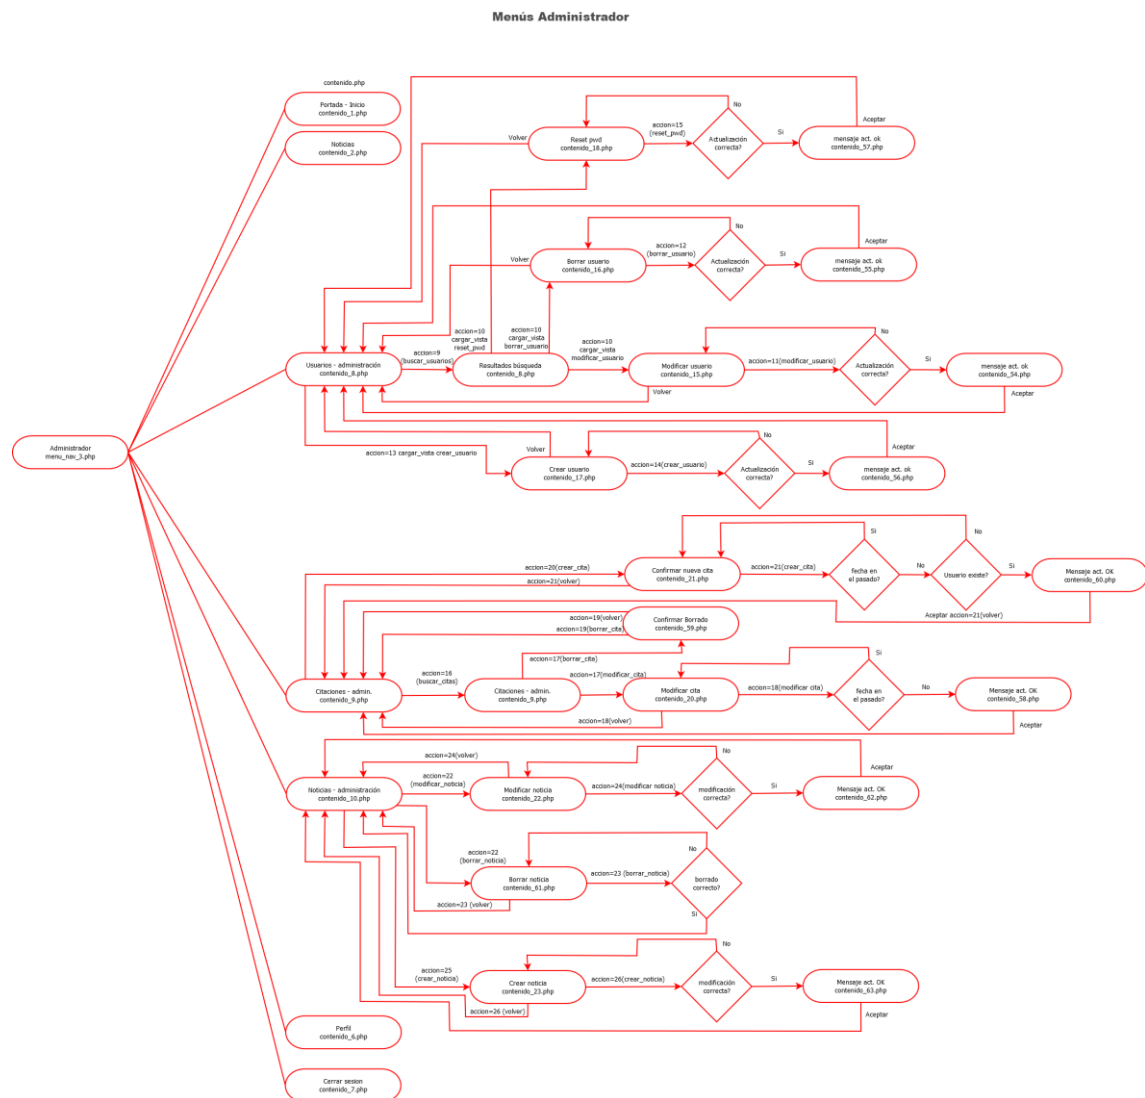 Menús Administrador
contenido.php
Portada - Inicio
contenido_1.php
Noticias
contenido_2.php
Volver
Reset pwd
contenido_18.php
accion=15
(reset_pwd)
No
Actualización
correcta?
Si
Aceptar
mensaje act. ok
contenido_57.php
Volver
Borrar usuario
contenido_16.php
accion=12
(borrar_usuario)
No
Actualización
correcta?
Si
Aceptar
mensaje act. ok
contenido_55.php
Usuarios - administración
contenido_8.php
accion=9
(buscar_usuarios)
accion=10
cargar_vista
reset_pwd
accion=10
cargar_vista
borrar_usuario
Resultados búsqueda
contenido_8.php
accion=10
cargar_vista
modificar_usuario
Modificar usuario
contenido_15.php
Volver
accion=11(modificar_usuario)
No
Actualización
correcta?
Si
mensaje act. ok
contenido_54.php
Aceptar
Administrador
menu_nav_3.php
accion=13 cargar_vista crear_usuario
Volver
Crear usuario
contenido_17.php
accion=14(crear_usuario)
No
Actualización
correcta?
Si
Aceptar
mensaje act. ok
contenido_56.php
accion=20(crear_cita)
accion=21(volver)
Confirmar nueva cita
contenido_21.php
accion=21(crear_cita)
Si
fecha en
el pasado?
No
No
Usuario existe?
Si
Mensaje act. OK
contenido_60.php
Aceptar accion=21(volver)
accion=19(volver)
accion=19(borrar_cita)
Confirmar Borrado
contenido_59.php
Citaciones - admin.
contenido_9.php
accion=16
(buscar_citas)
accion=17(borrar_cita)
Citaciones - admin.
contenido_9.php
accion=17(modificar_cita)
Modificar cita
contenido_20.php
accion=18(volver)
accion=18(modificar cita)
Si
fecha en
el pasado?
No
Mensaje act. OK
contenido_58.php
Aceptar
accion=24(volver)
Noticias - administración
contenido_10.php
accion=22
(modificar_noticia)
Modificar noticia
contenido_22.php
accion=24(modificar noticia)
No
modificación
correcta?
Si
Aceptar
Mensaje act. OK
contenido_62.php
accion=22
(borrar_noticia)
Borrar noticia
contenido_61.php
accion=23 (volver)
accion=23 (borrar_noticia)
No
borrado
correcto?
Si
accion=25
(crear_noticia)
Crear noticia
contenido_23.php
accion=26 (volver)
accion=26(crear_noticia)
No
modificación
correcta?
Si
Mensaje act. OK
contenido_63.php
Aceptar
Perfil
contenido_6.php
Cerrar sesion
contenido_7.php